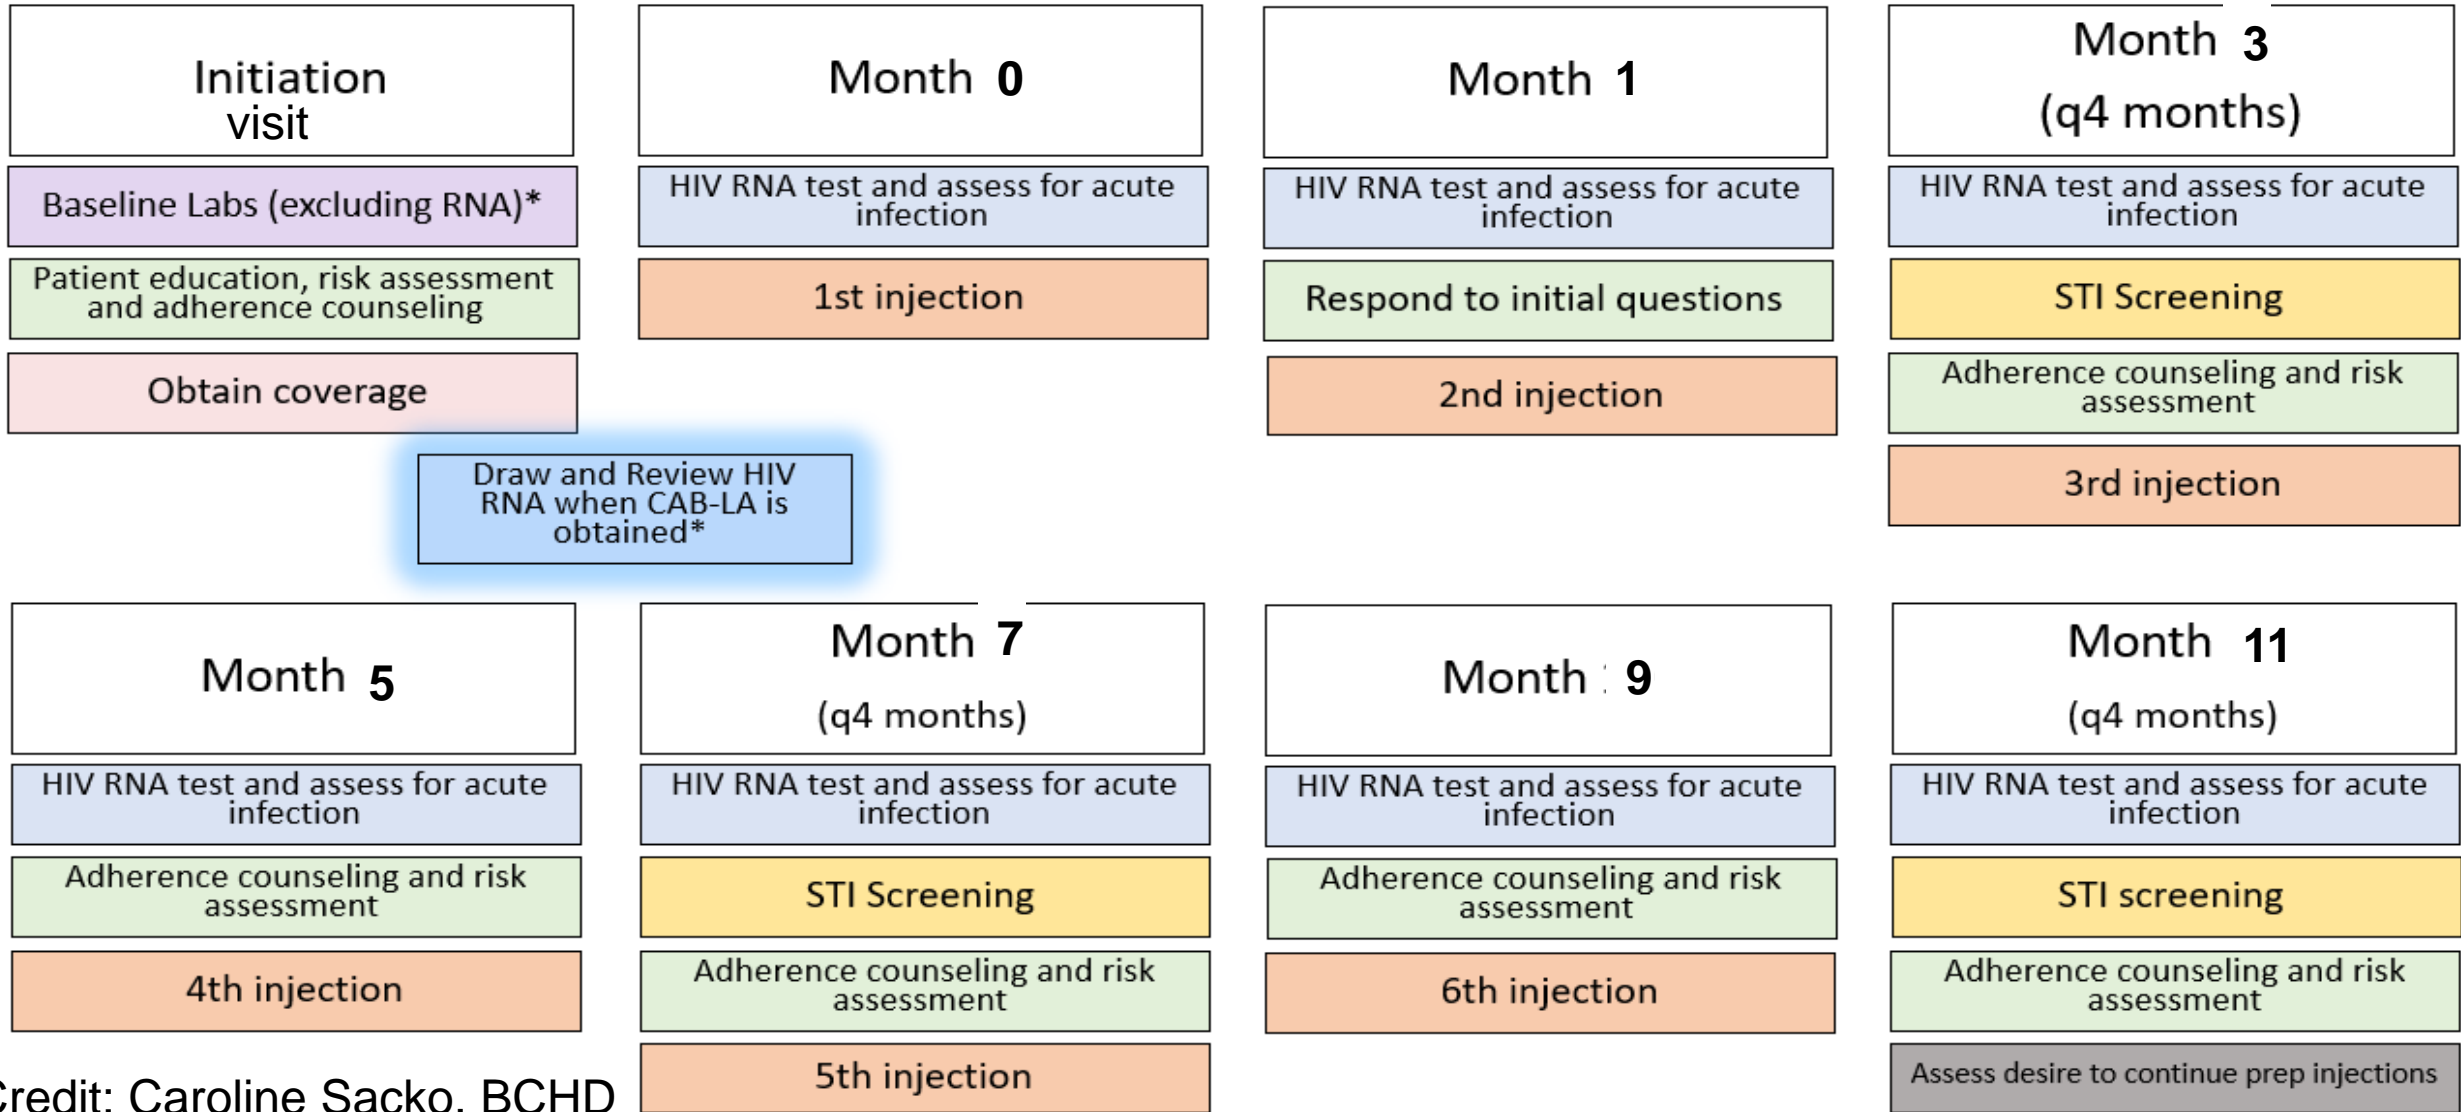 Initiation
visit
Baseline Labs (excluding RNA)*
Patient education, risk assessment
and adherence counseling
Obtain coverage
Month 0
HIV RNA test and assess for acute
infection
1st injection
Draw and Review HIV
RNA when CAB-LA is
obtained*
Month 1
HIV RNA test and assess for acute
infection
Respond to initial questions
2nd injection
Month 3
(q4 months)
HIV RNA test and assess for acute
infection
STI Screening
Adherence counseling and risk
assessment
3rd injection
Month 5
HIV RNA test and assess for acute
infection
Adherence counseling and risk
assessment
4th injection
Month 7
(q4 months)
HIV RNA test and assess for acute
infection
STI Screening
Adherence counseling and risk
assessment
5th injection
Month 9
HIV RNA test and assess for acute
infection
Adherence counseling and risk
assessment
6th injection
Month 11
(q4 months)
HIV RNA test and assess for acute
infection
STI screening
Adherence counseling and risk
assessment
Assess desire to continue prep injections
Credit: Caroline Sacko, BCHD